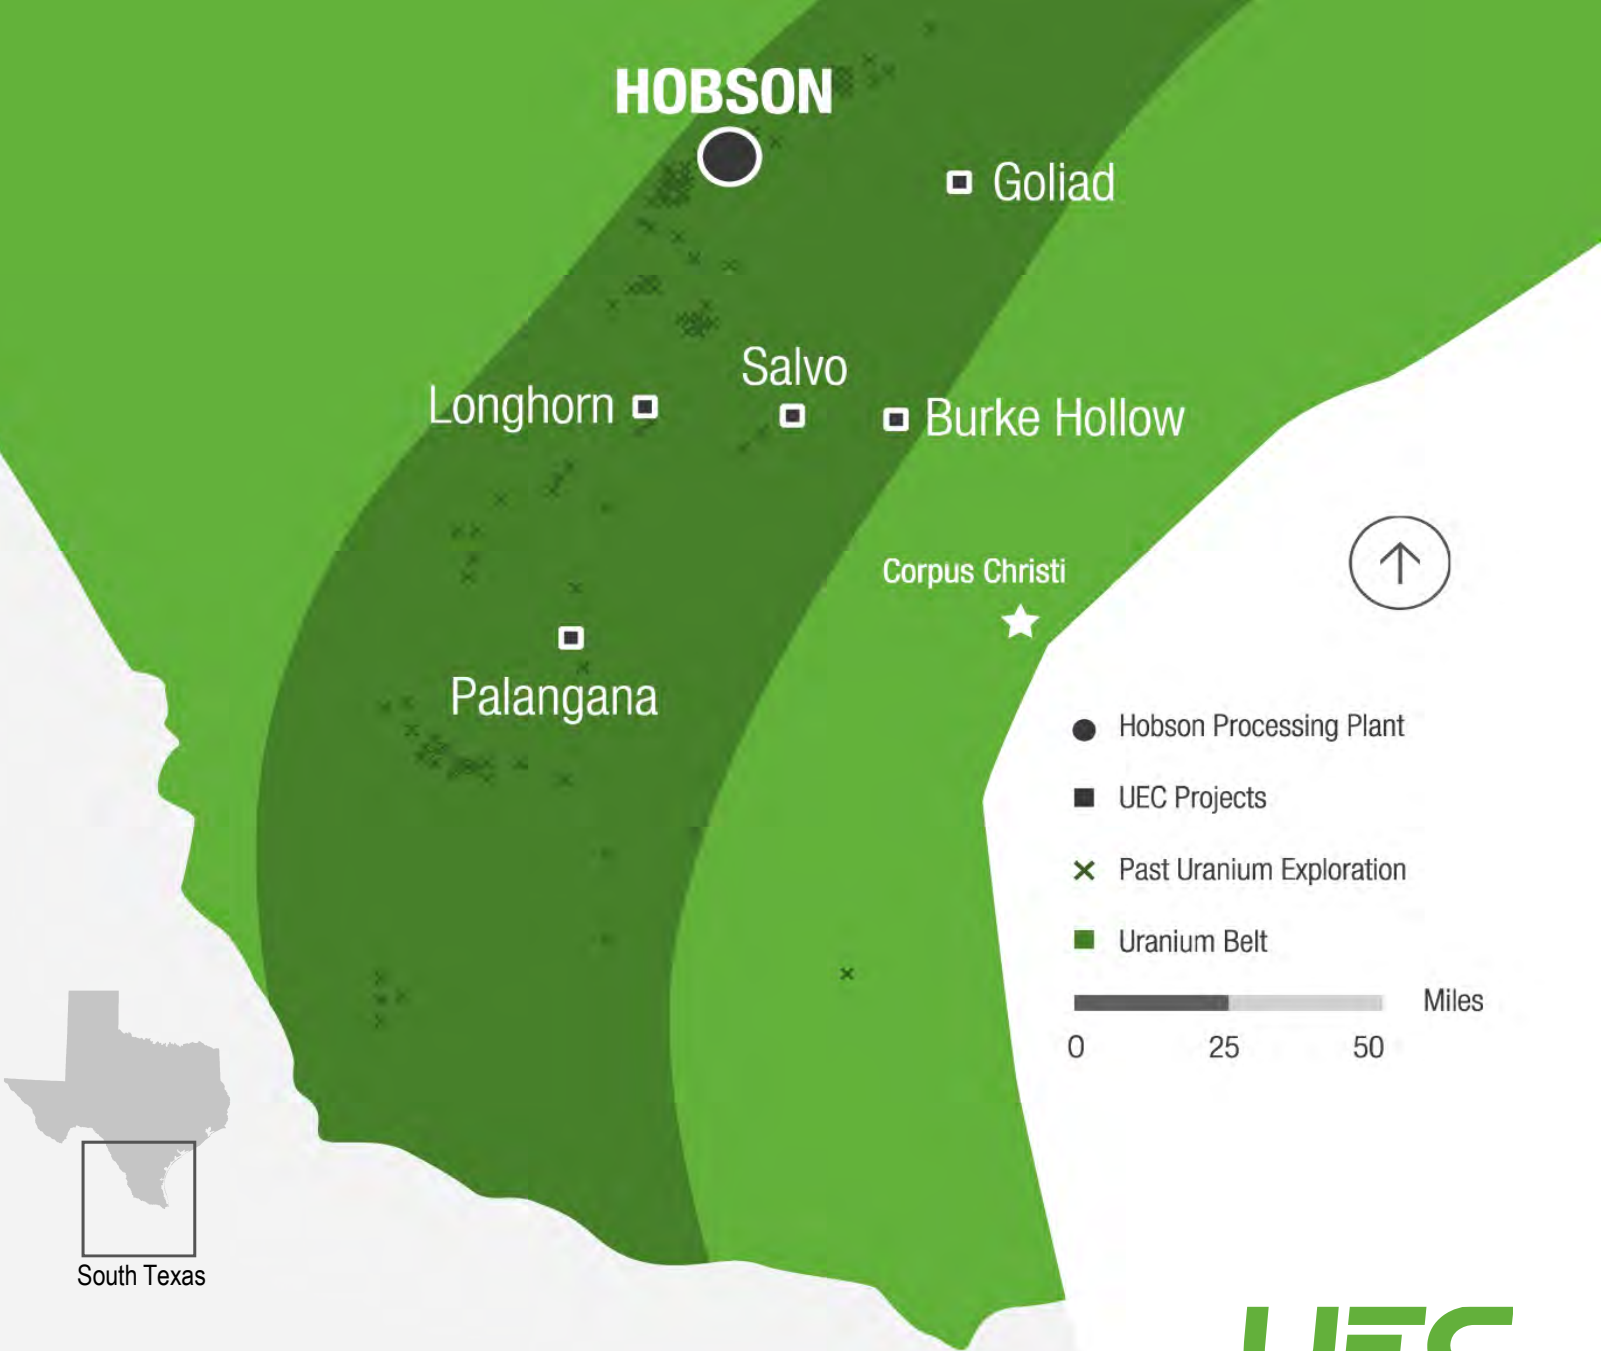 HOBSON
Goliad
Salvo
Longhorn
Burke Hollow
Corpus Christi
Palangana
Hobson Processing Plant
UEC Projects
Past Uranium Exploration
Uranium Belt
Miles
0 25 50
South Texas
UEC